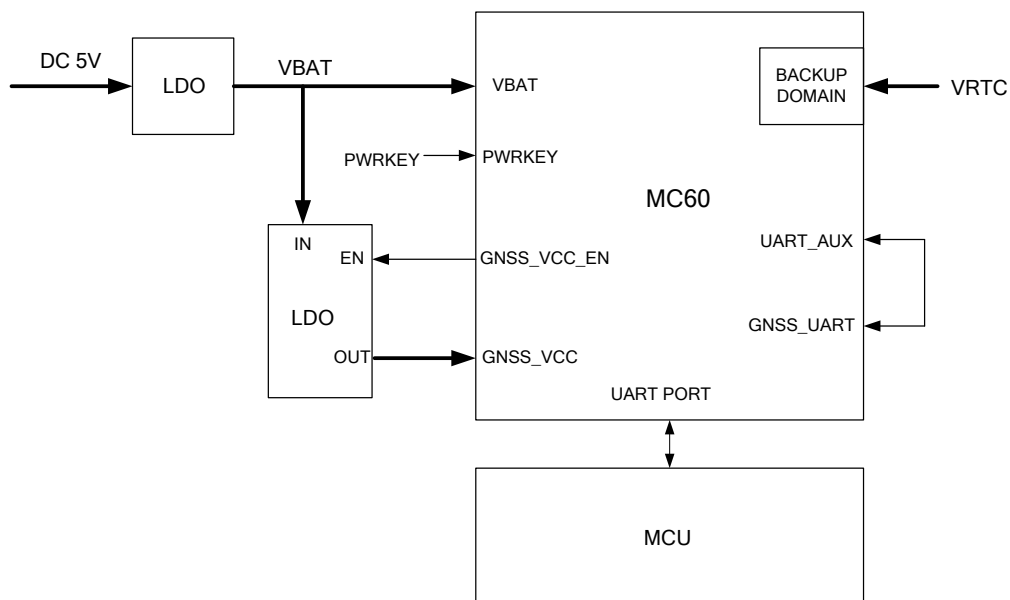 DC 5V
LDO
VBAT
VBAT
BACKUP
DOMAIN
VRTC
PWRKEY
PWRKEY
MC60
IN
EN
GNSS_VCC_EN
UART_AUX
LDO
GNSS_UART
OUT
GNSS_VCC
UART PORT
MCU